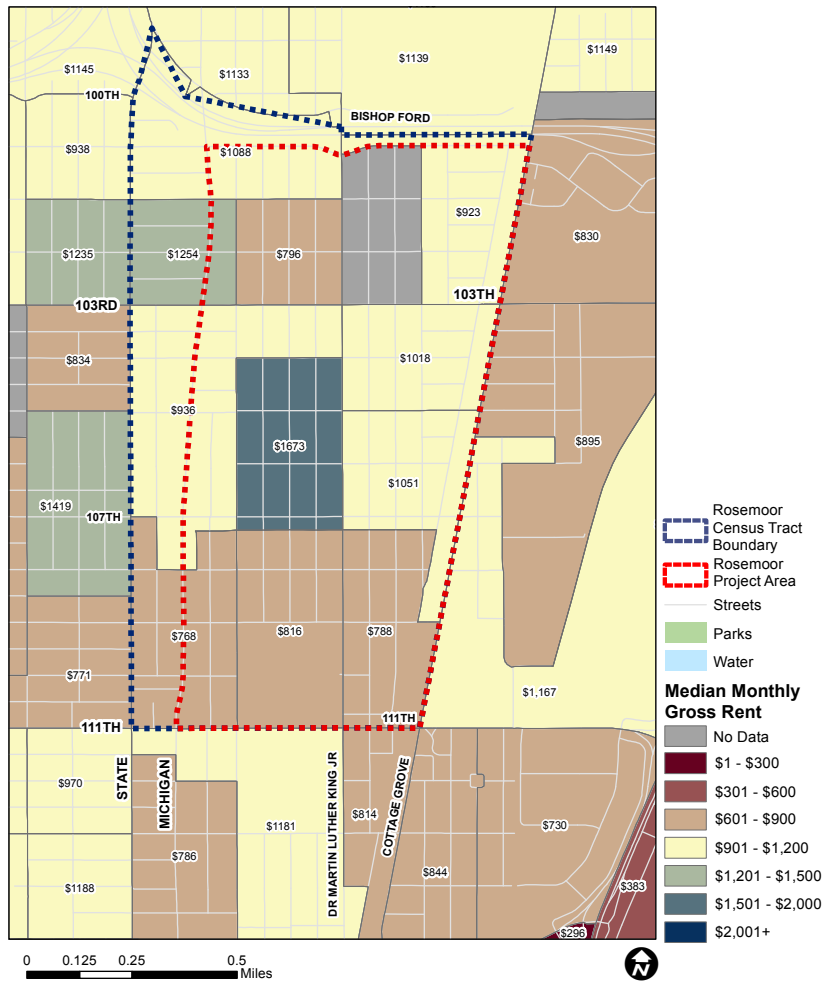 $1149
$1139
$1145
$1133
100TH
BISHOP FORD
$938
$1088
$923
$830
$1235
$1254
$796
103RD
103TH
$834
$1018
$936
$895
$1673
$1051
$1419
107TH
$768
$816
$788
$771
$1,167
111TH
111TH
STATE
MICHIGAN
DR MARTIN LUTHER KING JR
COTTAGE GROVE
$970
$814
$730
$1181
$786
$844
$1188
$383
$296
Rosemoor
Census Tract
Boundary
Rosemoor
Project Area
Streets
Parks
Water
Median Monthly
Gross Rent
No Data
$1 - $300
$301 - $600
$601 - $900
$901 - $1,200
$1,201 - $1,500
$1,501 - $2,000
$2,001+
0 0.125 0.25 0.5
Miles
N